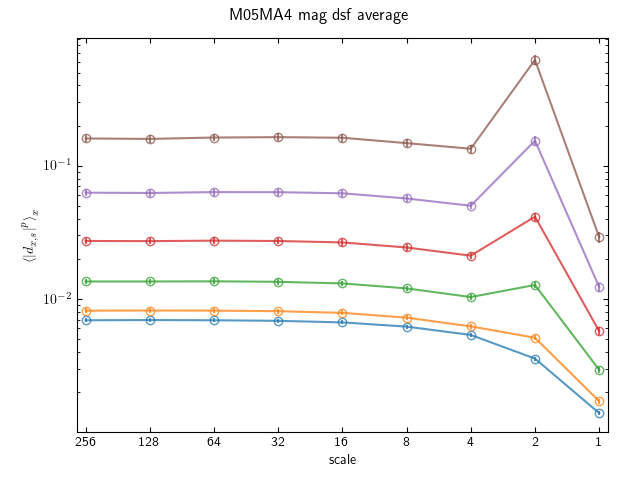 M05MA4 mag dsf average
⟨|d_{x,s}|^p⟩_x
10^{-1}
10^{-2}
256 128 64 32 16 8 4 2 1
scale